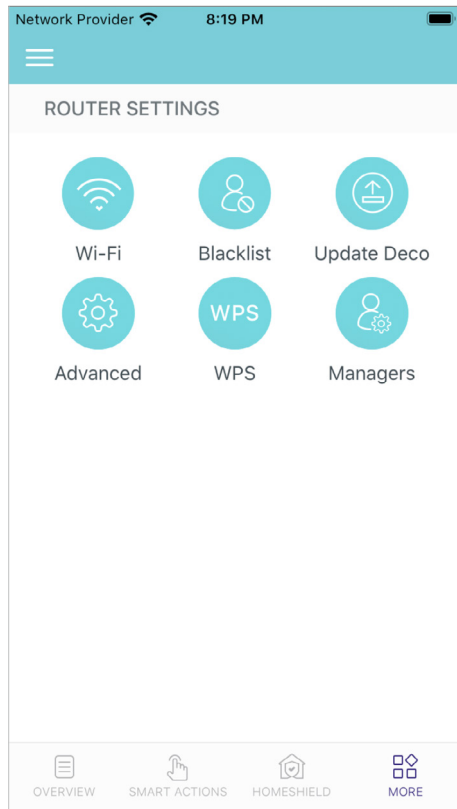 Network Provider 8:19 PM
ROUTER SETTINGS
Wi-Fi Blacklist Update Deco
WPS
Advanced WPS Managers
OVERVIEW SMART ACTIONS HOMESHIELD MORE